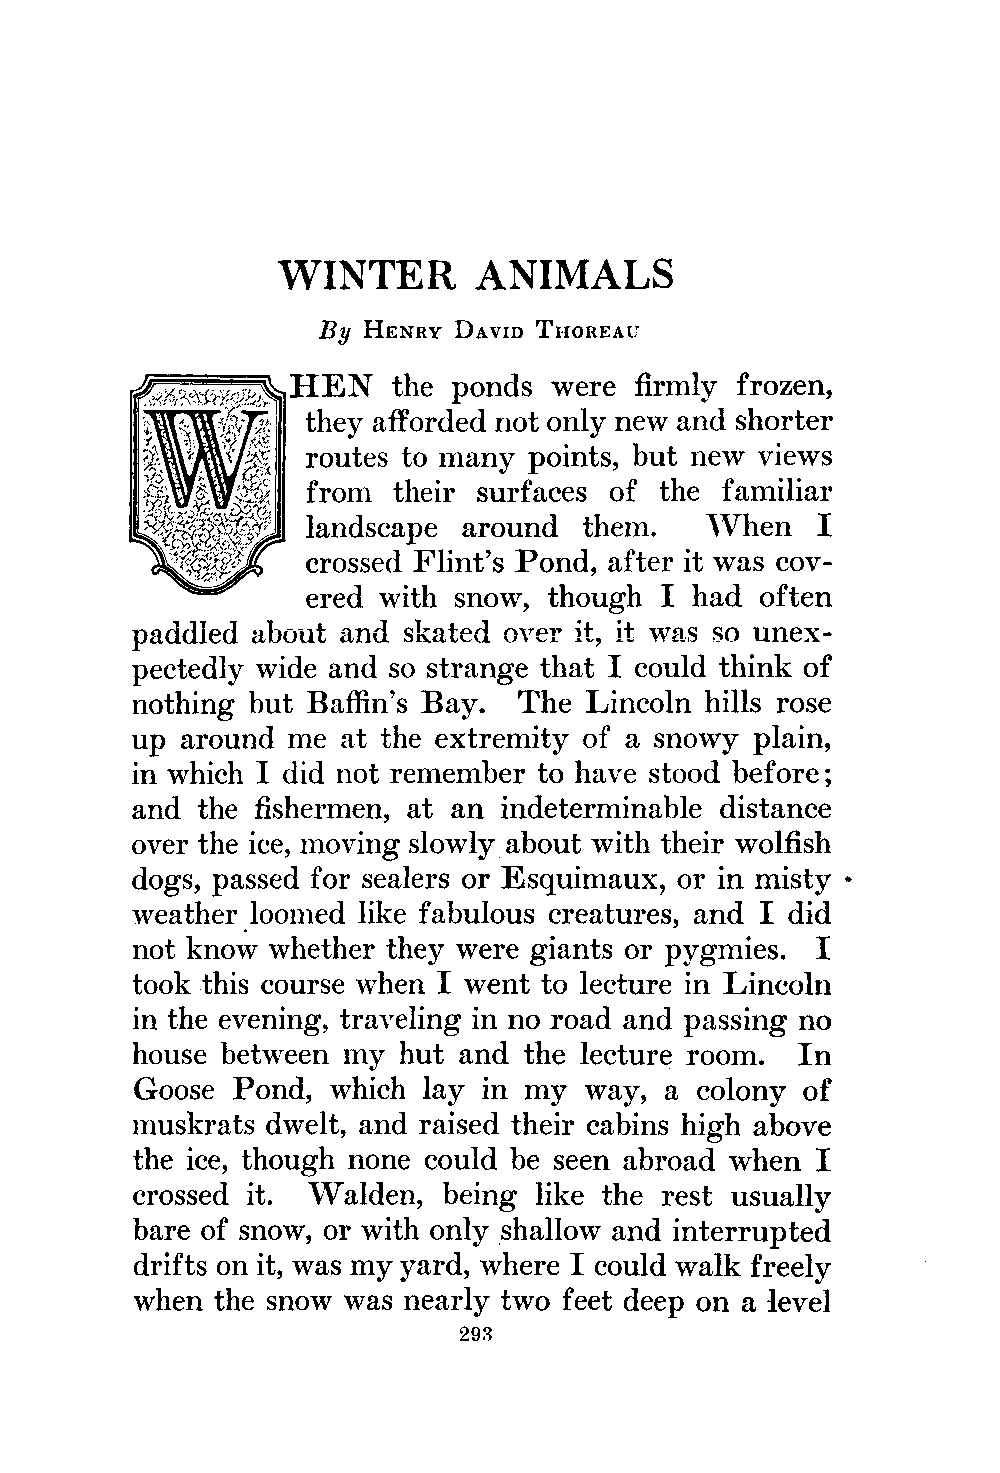 WINTER ANIMALS
By HENRY DAVID THOREAU
WHEN the ponds were firmly frozen,
they afforded not only new and shorter
routes to many points, but new views
from their surfaces of the familiar
landscape around them. When I
crossed Flint's Pond, after it was cov-
ered with snow, though I had often
paddled about and skated over it, it was so unex-
pectedly wide and so strange that I could think of
nothing but Baffin's Bay. The Lincoln hills rose
up around me at the extremity of a snowy plain,
in which I did not remember to have stood before;
and the fishermen, at an indeterminable distance
over the ice, moving slowly about with their wolfish
dogs, passed for sealers or Esquimaux, or in misty
weather loomed like fabulous creatures, and I did
not know whether they were giants or pygmies. I
took this course when I went to lecture in Lincoln
in the evening, traveling in no road and passing no
house between my hut and the lecture room. In
Goose Pond, which lay in my way, a colony of
muskrats dwelt, and raised their cabins high above
the ice, though none could be seen abroad when I
crossed it. Walden, being like the rest usually
bare of snow, or with only shallow and interrupted
drifts on it, was my yard, where I could walk freely
when the snow was nearly two feet deep on a level
293